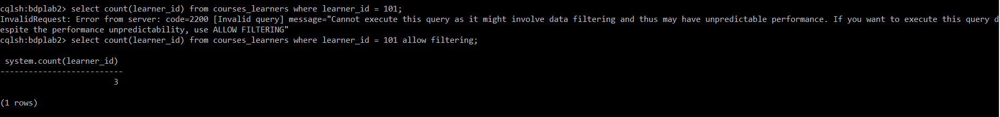 cqlsh:bdplab2> select count(learner_id) from courses_learners where learner_id = 101;
InvalidRequest: Error from server: code=2200 [Invalid query] message="Cannot execute this query as it might involve data filtering and thus may have unpredictable performance. If you want to execute this query d
espite the performance unpredictability, use ALLOW FILTERING"
cqlsh:bdplab2> select count(learner_id) from courses_learners where learner_id = 101 allow filtering;
system.count(learner_id)
--------------------------
3
(1 rows)